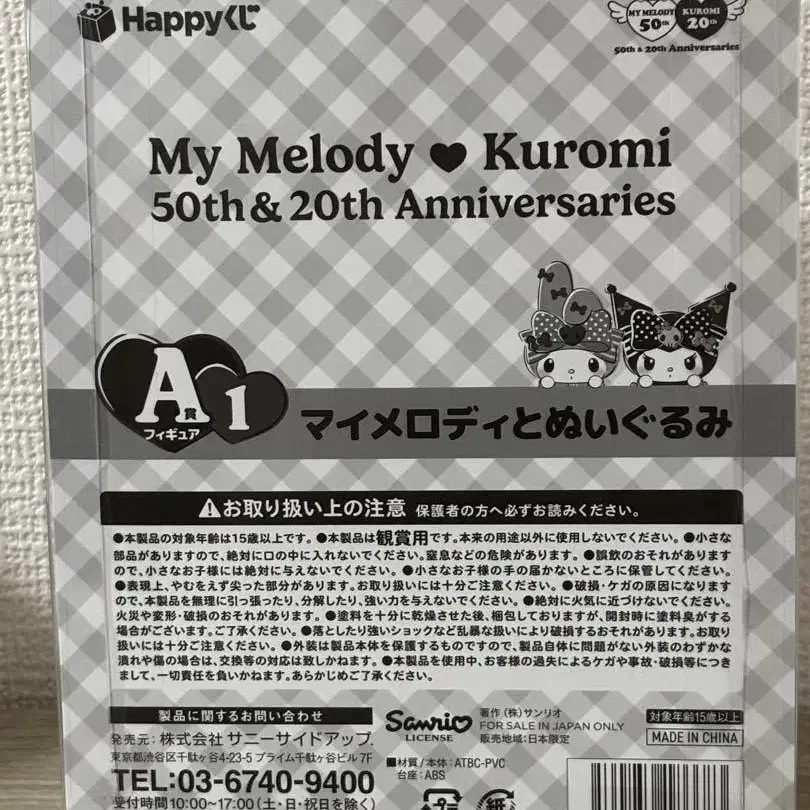 Happyくじ
MY MELODY 50th
KUROMI 20th
50th & 20th Anniversaries
My Melody ♥ Kuromi
50th & 20th Anniversaries
A賞
フィギュア
1
マイメロディとぬいぐるみ
⚠お取り扱い上の注意 保護者の方へ必ずお読みください。
●本製品の対象年齢は15歳以上です。●本製品は観賞用です。本来の用途以外に使用しないでください。●小さな
部品がありますので、絶対に口の中に入れないでください。窒息などの危険があります。●誤飲のおそれがありますの
で、小さなお子様には絶対に与えないでください。●小さなお子様の手の届かないところに保管してください。
●表現上、やむをえず尖った部分があります。お取り扱いには十分ご注意ください。●破損・ケガの原因になります
ので、本製品を無理に引っ張ったり、分解したり、強い力を与えないでください。●絶対に火気に近づけないでください。
火災や変形・破損のおそれがあります。●塗料を十分に乾燥させた後、梱包しておりますが、開封時に塗料臭がする
場合がございます。ご了承ください。●落としたり強いショックなど乱暴な扱いにより破損するおそれがあります。お取り
扱いには十分ご注意ください。●外装は製品本体を保護するものですので、製品自体に問題がない外装のわずかな
潰れや傷の場合は、交換等の対応は致しかねます。●本製品を使用中、お客様の過失によるケガや事故・破損等につき
まして、一切責任を負いかねます。あらかじめご了承ください。
製品に関するお問い合わせ
発売元:株式会社 サニーサイドアップ
東京都渋谷区千駄ヶ谷4-23-5 プライム千駄ヶ谷ビル 7F
TEL:03-6740-9400
受付時間10:00〜17:00(土・日・祝日を除く)
Sanrio
LICENSE
著作(株)サンリオ
FOR SALE IN JAPAN ONLY
販売地域:日本限定
■材質/本体:ATBC-PVC
台座:ABS
対象年齢15歳以上
MADE IN CHINA
プラ
紙